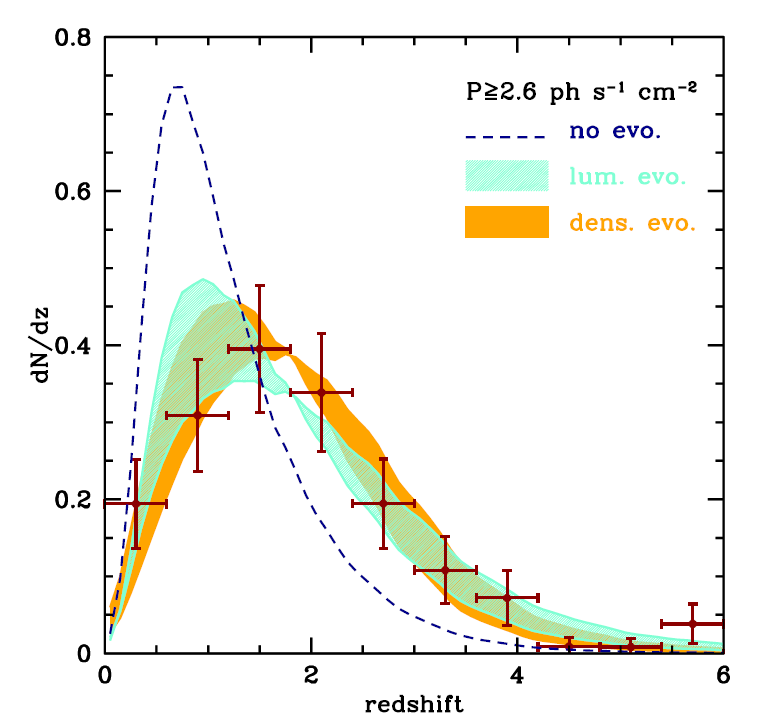 0.8
0.6
0.4
0.2
0
dN/dz
P≧2.6 ph s⁻¹ cm⁻²
no evo.
lum. evo.
dens. evo.
0 2 4 6
redshift